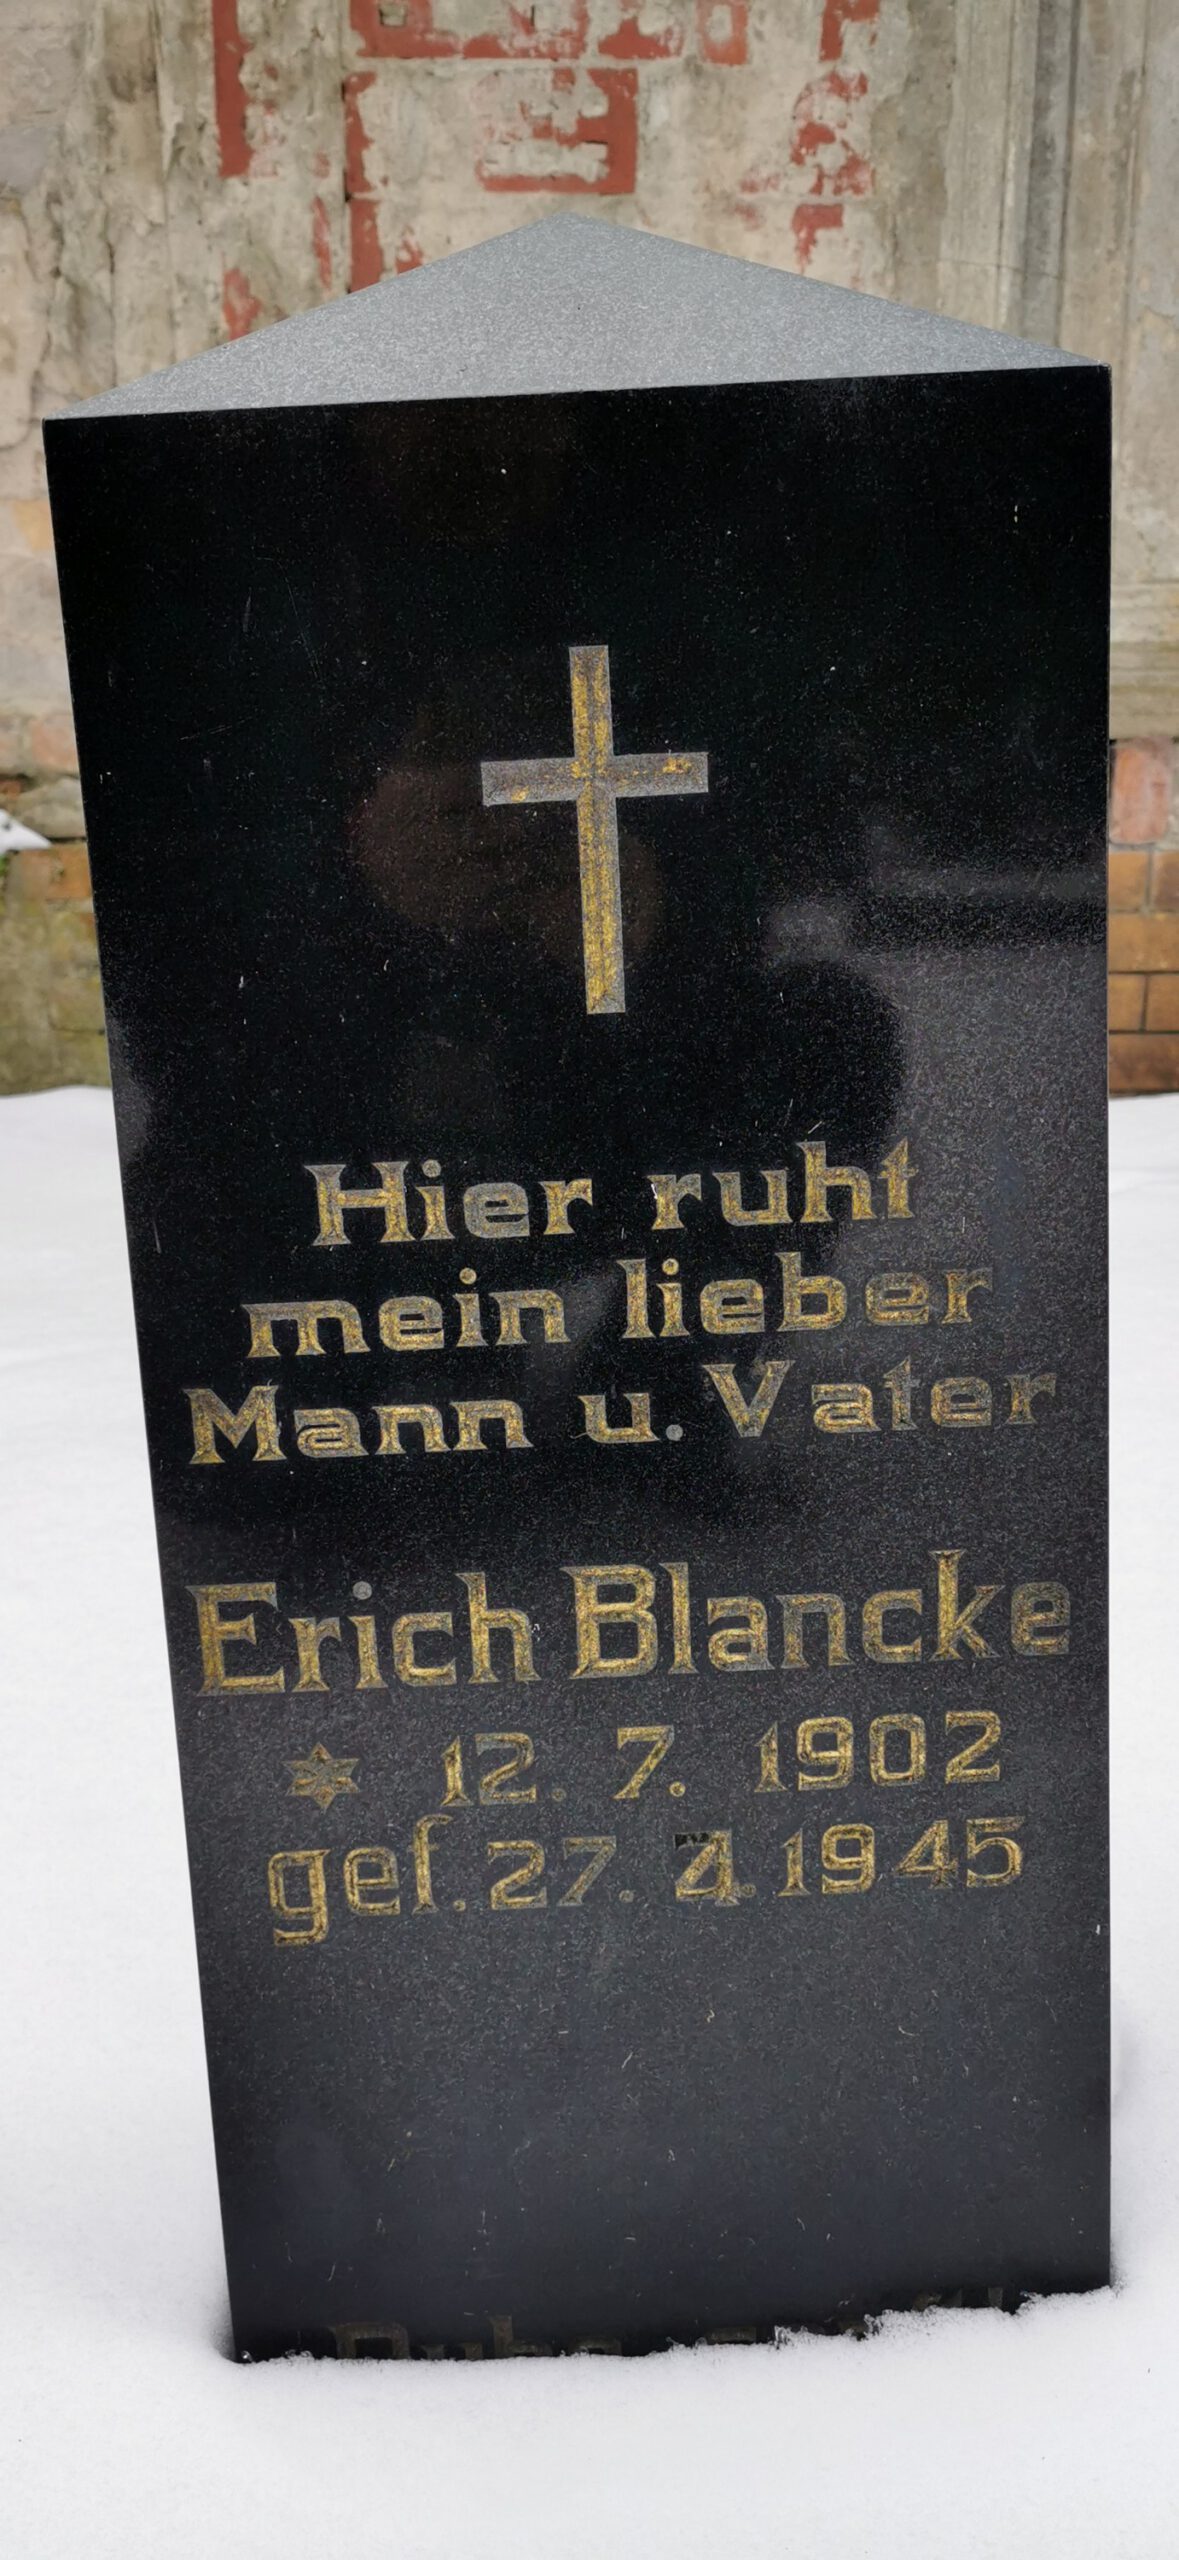 Hier ruht
mein lieber
Mann u. Vater
Erich Blancke
* 12. 7. 1902
gef. 27. 4. 1945